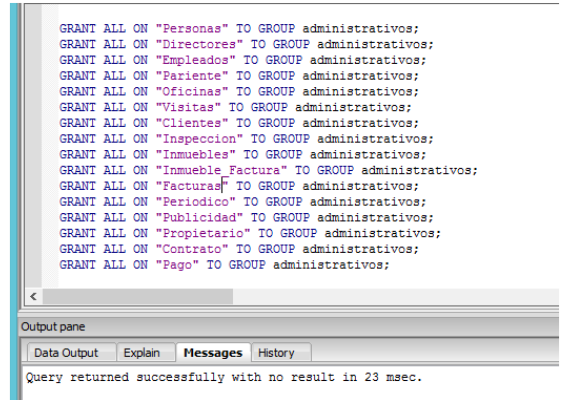 GRANT ALL ON "Personas" TO GROUP administrativos;
GRANT ALL ON "Directores" TO GROUP administrativos;
GRANT ALL ON "Empleados" TO GROUP administrativos;
GRANT ALL ON "Pariente" TO GROUP administrativos;
GRANT ALL ON "Oficinas" TO GROUP administrativos;
GRANT ALL ON "Visitas" TO GROUP administrativos;
GRANT ALL ON "Clientes" TO GROUP administrativos;
GRANT ALL ON "Inspeccion" TO GROUP administrativos;
GRANT ALL ON "Inmuebles" TO GROUP administrativos;
GRANT ALL ON "Inmueble_Factura" TO GROUP administrativos;
GRANT ALL ON "Facturas" TO GROUP administrativos;
GRANT ALL ON "Periodico" TO GROUP administrativos;
GRANT ALL ON "Publicidad" TO GROUP administrativos;
GRANT ALL ON "Propietario" TO GROUP administrativos;
GRANT ALL ON "Contrato" TO GROUP administrativos;
GRANT ALL ON "Pago" TO GROUP administrativos;
Output pane
Data Output Explain Messages History
Query returned successfully with no result in 23 msec.